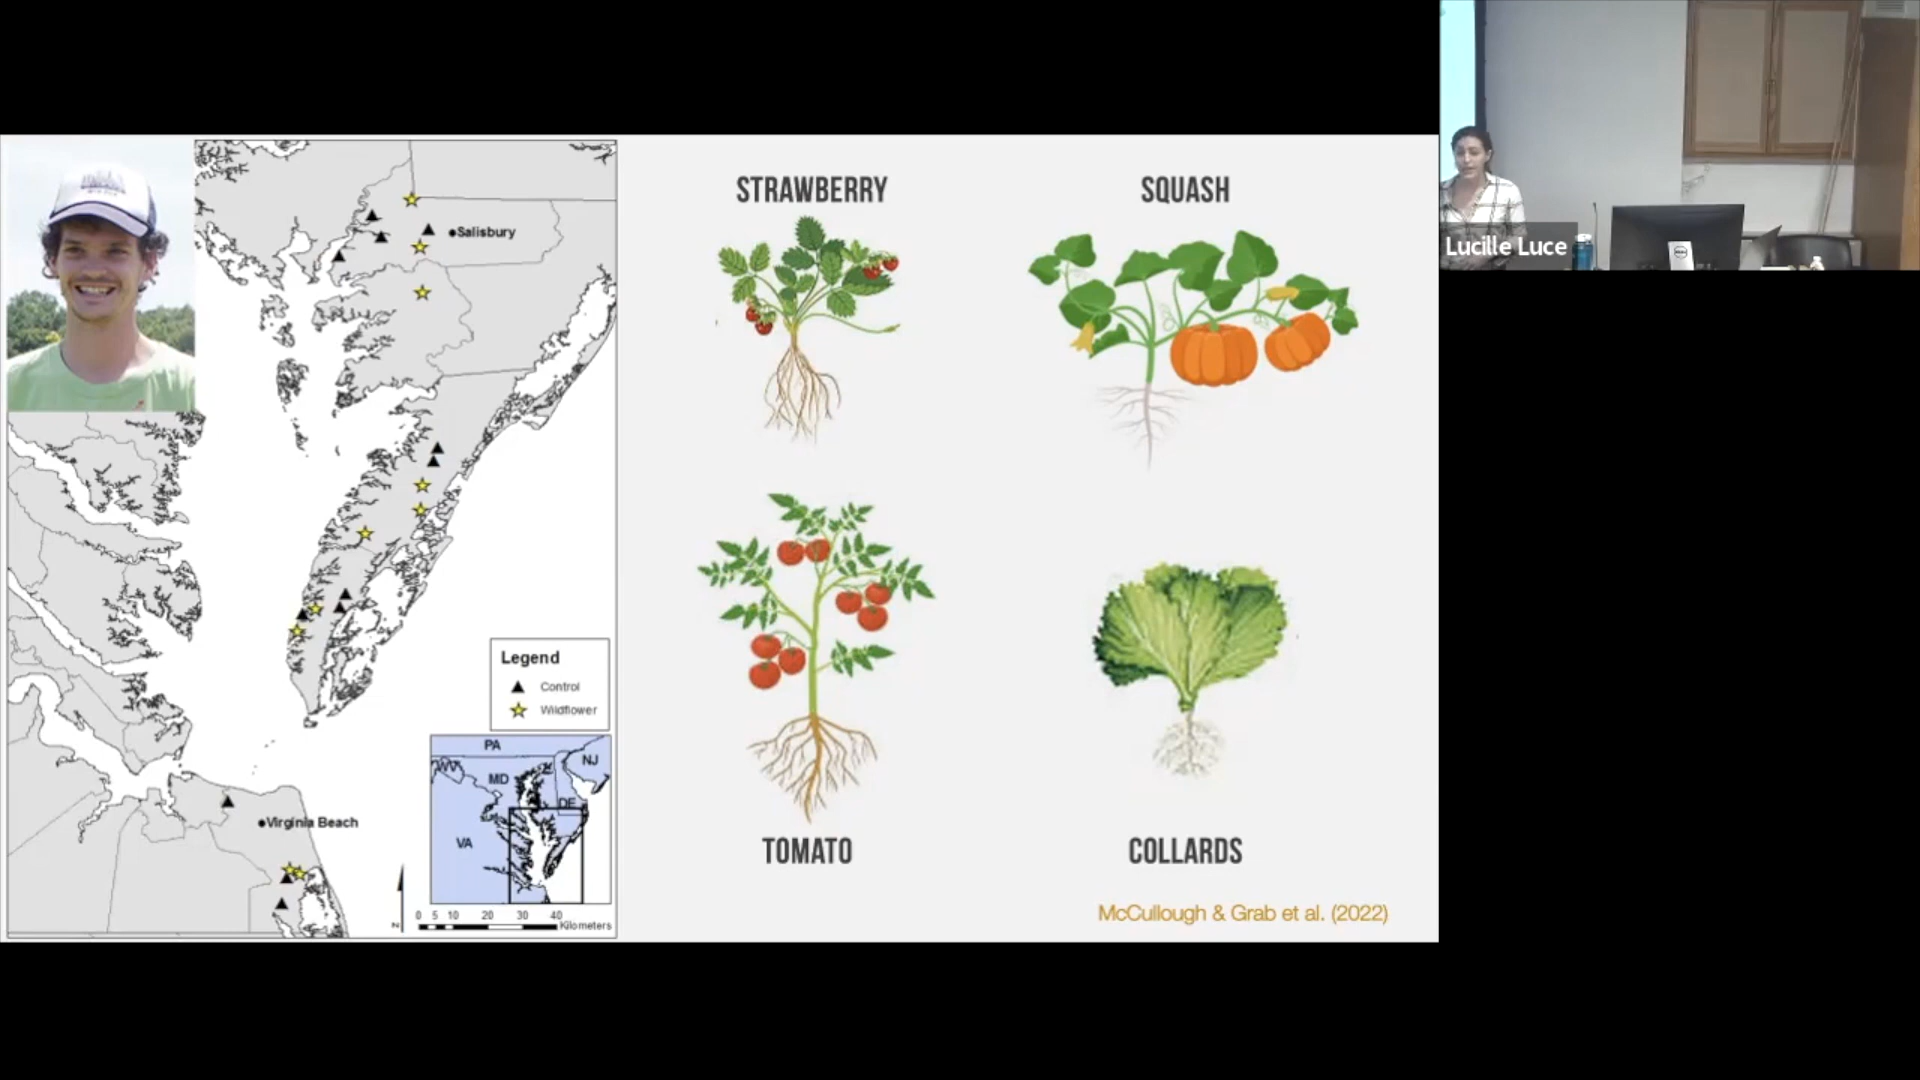 STRAWBERRY
SQUASH
Salisbury
Lucille Luce
Legend
Control
Wildflower
PA
WV
MD
NJ
DE
VA
Virginia Beach
TOMATO
COLLARDS
N
0 5 10 20 30 40
Kilometers
McCullough & Grab et al. (2022)